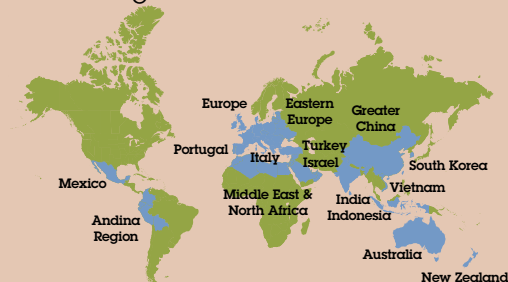 Europe
Eastern
Europe
Greater
China
Portugal
Italy
Turkey
Israel
South Korea
Mexico
Vietnam
Middle East &
North Africa
India
Indonesia
Andina
Region
Australia
New Zealand